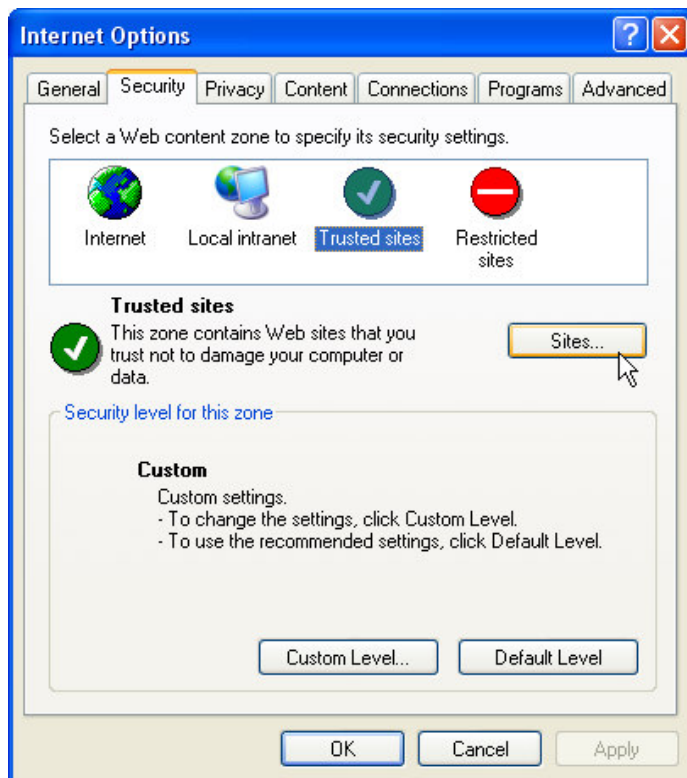 Internet Options
General Security Privacy Content Connections Programs Advanced
Select a Web content zone to specify its security settings.
Internet Local intranet Trusted sites Restricted
sites
Trusted sites
This zone contains Web sites that you
trust not to damage your computer or
data.
Sites...
Security level for this zone
Custom
Custom settings.
- To change the settings, click Custom Level.
- To use the recommended settings, click Default Level.
Custom Level... Default Level
OK Cancel Apply